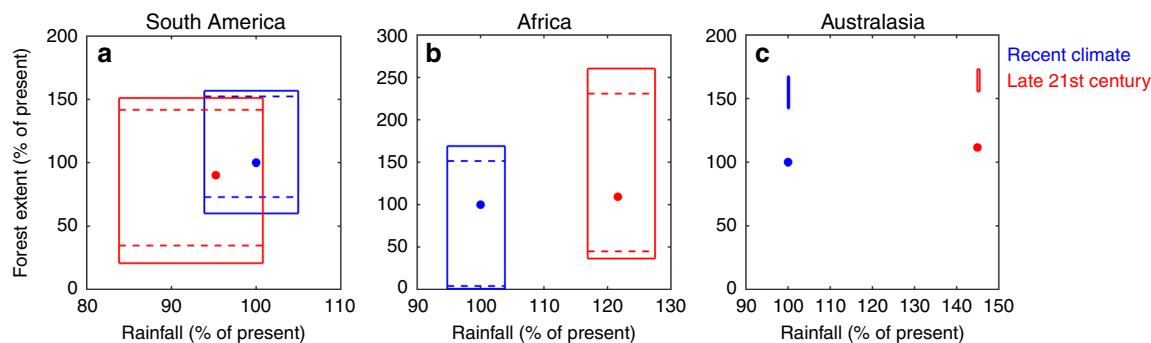 South America
Africa
Australasia
a
b
c
Recent climate
Late 21st century
Forest extent (% of present)
200
150
100
50
0
80
90
100
110
Rainfall (% of present)
300
250
200
150
100
50
0
90
100
110
120
130
Rainfall (% of present)
200
150
100
50
0
90
100
110
120
130
140
150
Rainfall (% of present)